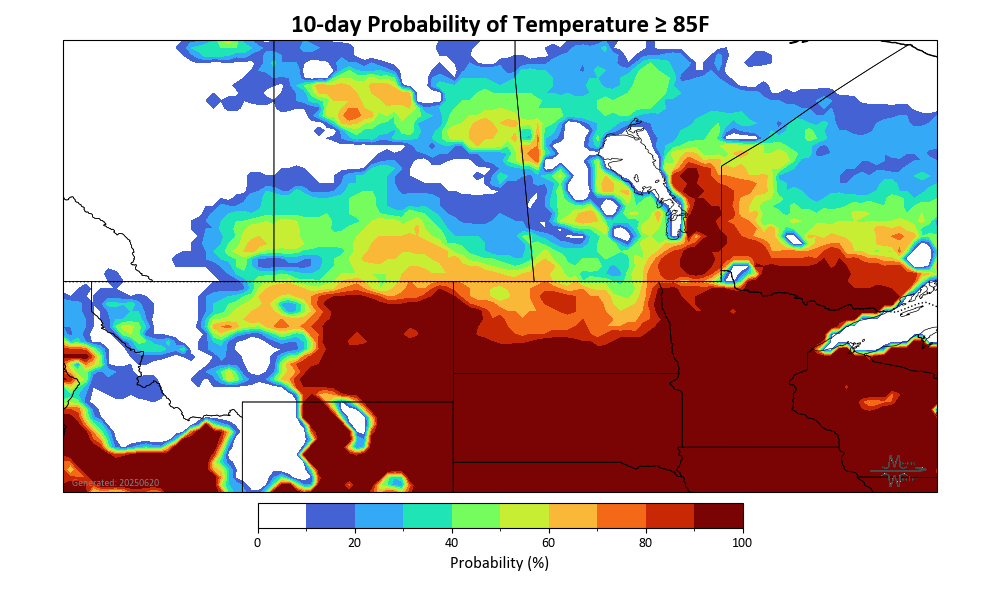 10-day Probability of Temperature ≥ 85F
Generated: 20250620
0 20 40 60 80 100
Probability (%)